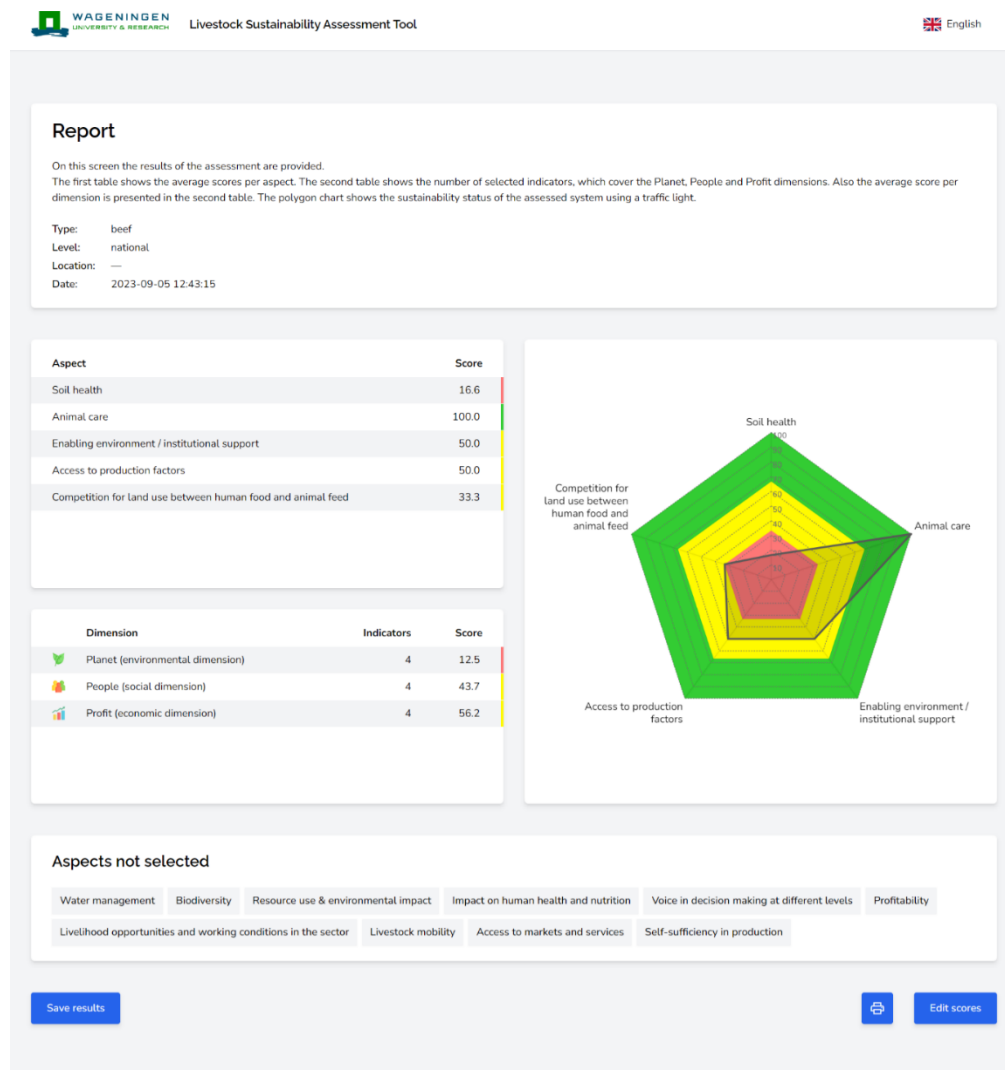 WAGENINGEN
UNIVERSITY & RESEARCH
Livestock Sustainability Assessment Tool
English
Report
On this screen the results of the assessment are provided.
The first table shows the average scores per aspect. The second table shows the number of selected indicators, which cover the Planet, People and Profit dimensions. Also the average score per
dimension is presented in the second table. The polygon chart shows the sustainability status of the assessed system using a traffic light.
Type: beef
Level: national
Location: —
Date: 2023-09-05 12:43:15
Aspect Score
Soil health 16.6
Animal care 100.0
Enabling environment / institutional support 50.0
Access to production factors 50.0
Competition for land use between human food and animal feed 33.3
Dimension Indicators Score
Planet (environmental dimension) 4 12.5
People (social dimension) 4 43.7
Profit (economic dimension) 4 56.2
Soil health
100
90
80
70
60
50
40
30
20
10
Competition for
land use between
human food and
animal feed
Animal care
Access to production
factors
Enabling environment /
institutional support
Aspects not selected
Water management Biodiversity Resource use & environmental impact Impact on human health and nutrition Voice in decision making at different levels Profitability
Livelihood opportunities and working conditions in the sector Livestock mobility Access to markets and services Self-sufficiency in production
Save results
Edit scores